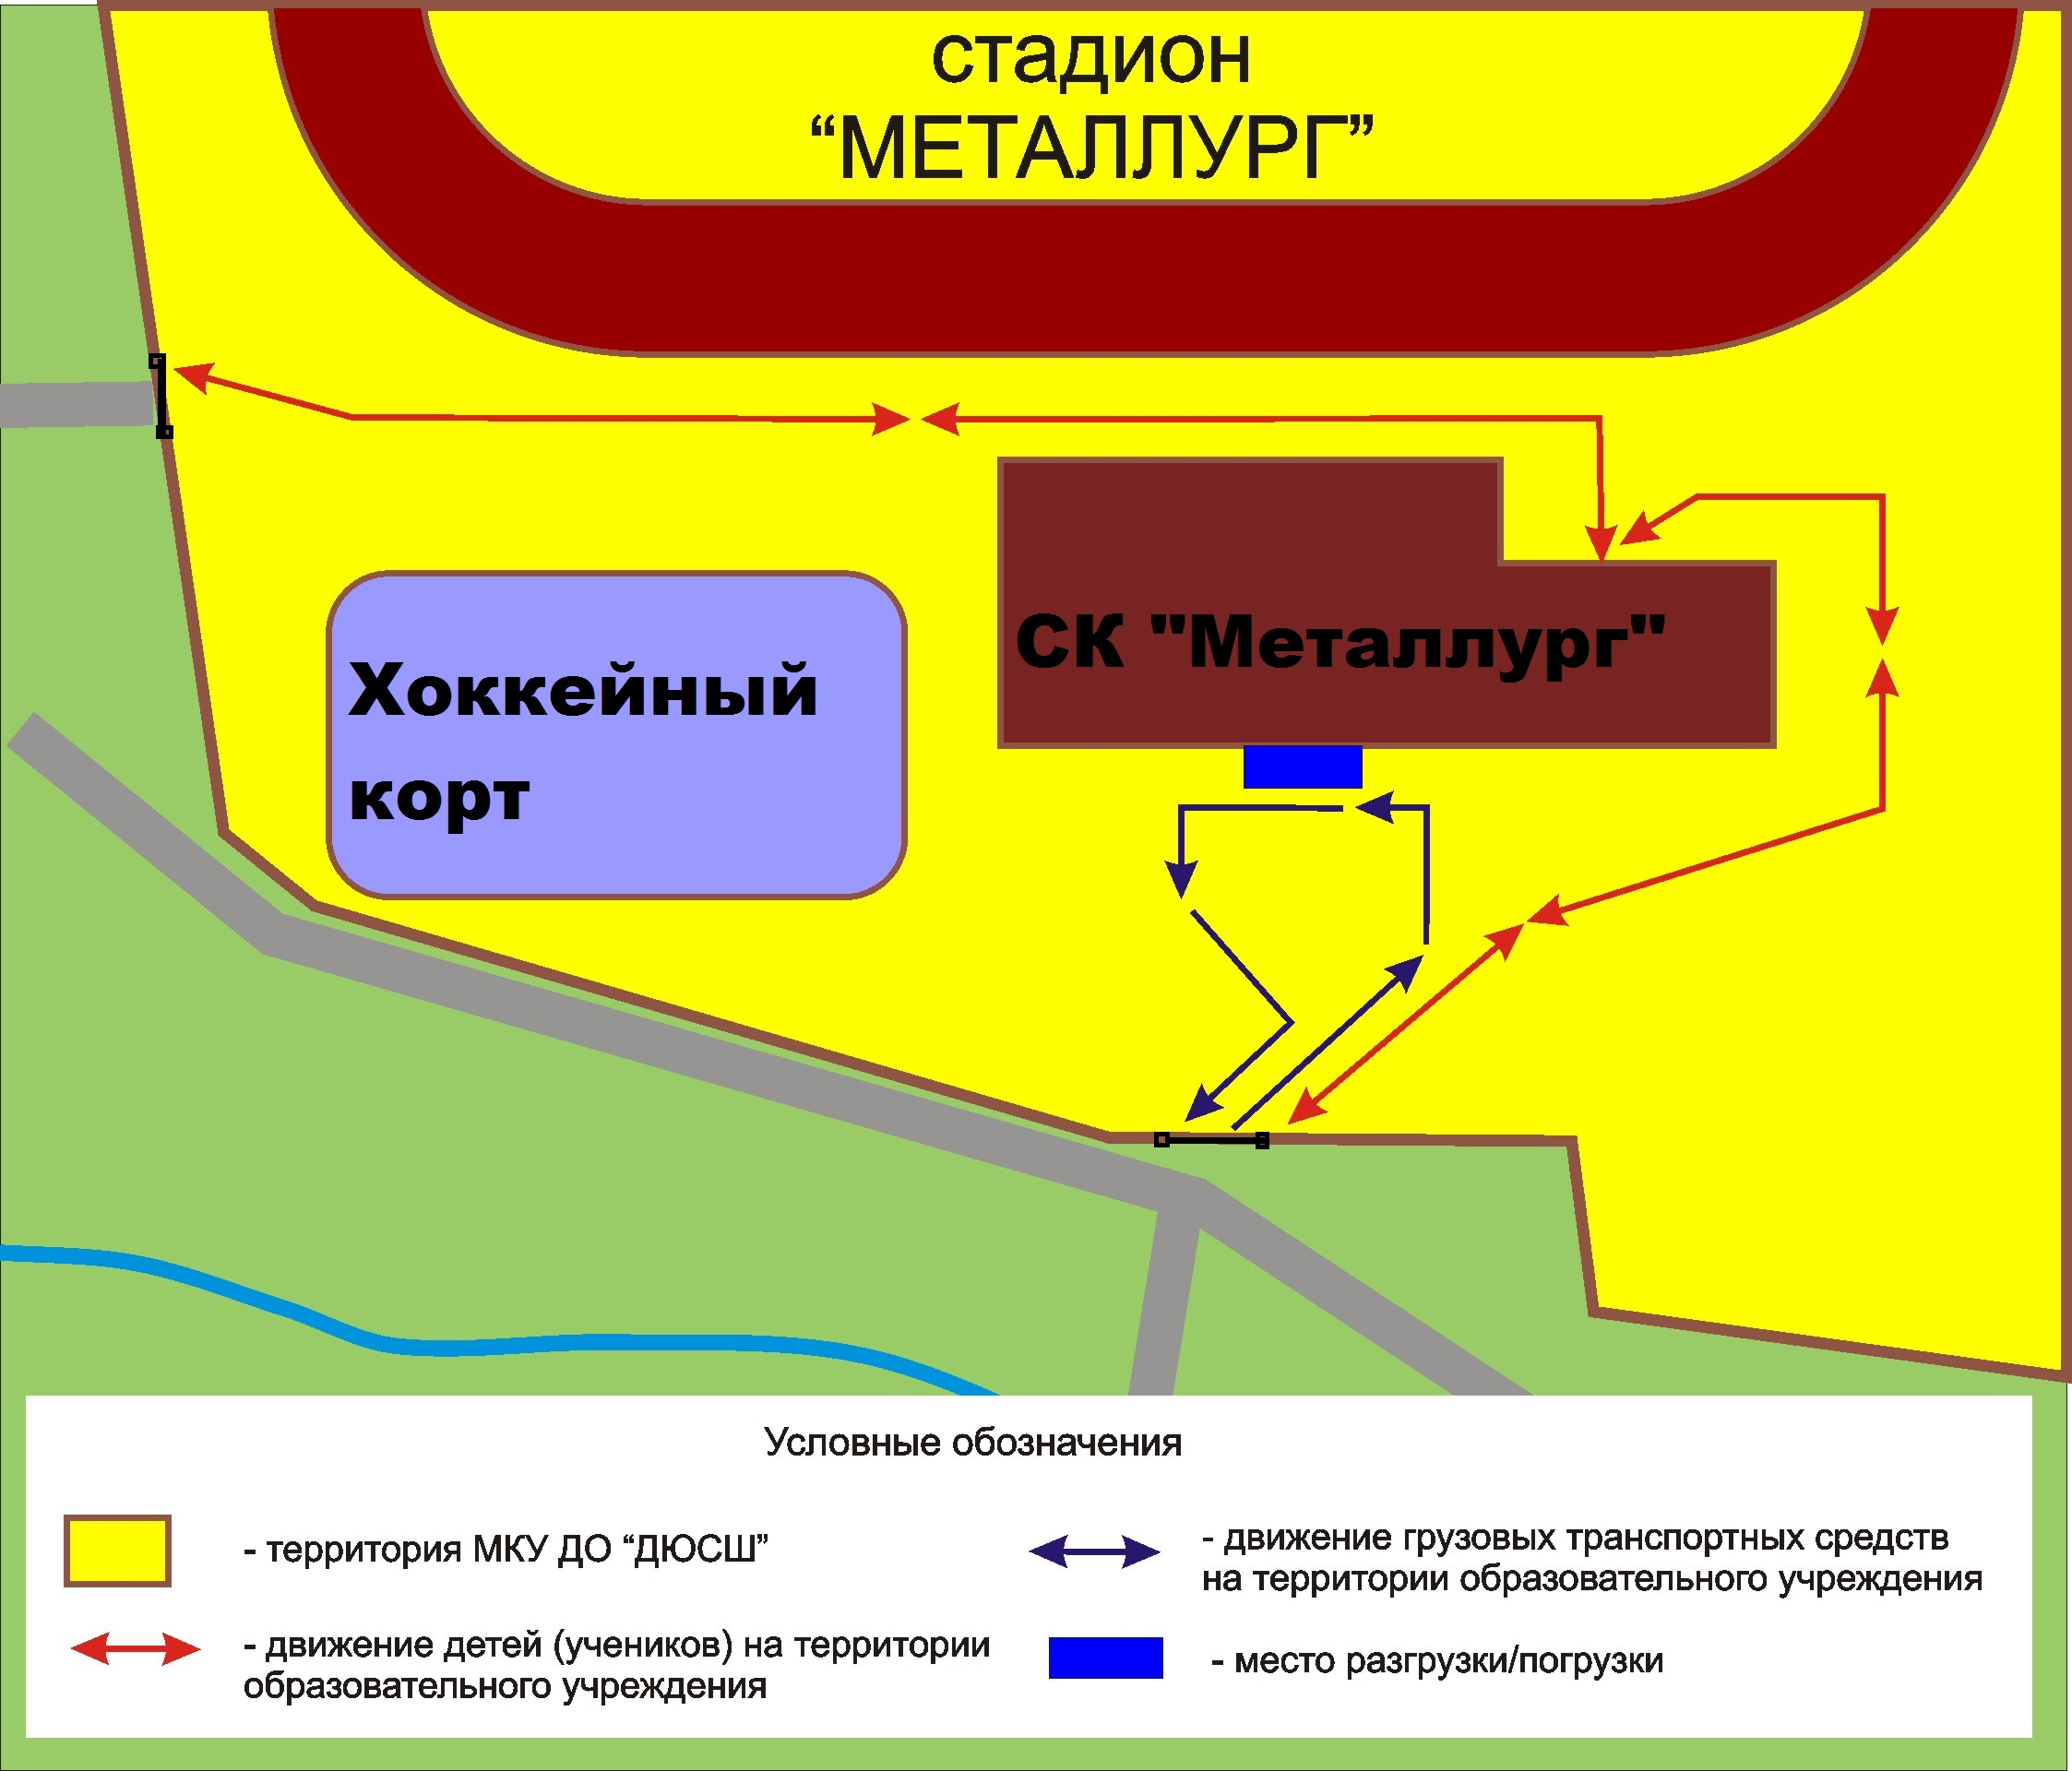 стадион
“МЕТАЛЛУРГ”
СК "Металлург"
Хоккейный
корт
Условные обозначения
- территория МКУ ДО “ДЮСШ”
- движение детей (учеников) на территории
образовательного учреждения
- движение грузовых транспортных средств
на территории образовательного учреждения
- место разгрузки/погрузки